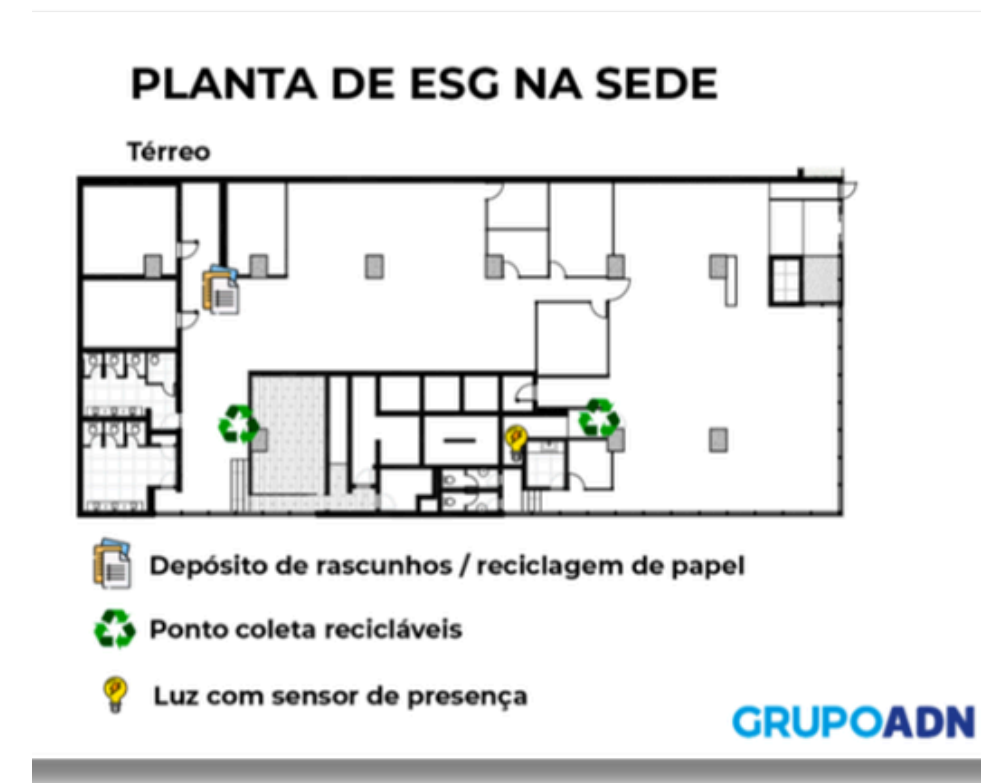 PLANTA DE ESG NA SEDE
Térreo
Depósito de rascunhos / reciclagem de papel
Ponto coleta recicláveis
Luz com sensor de presença
GRUPOADN